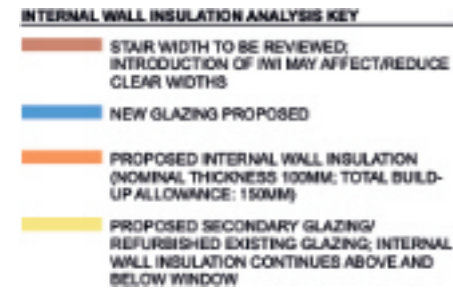 INTERNAL WALL INSULATION ANALYSIS KEY
STAIR WIDTH TO BE REVIEWED;
INTRODUCTION OF IWI MAY AFFECT/REDUCE
CLEAR WIDTHS
NEW GLAZING PROPOSED
PROPOSED INTERNAL WALL INSULATION
(NOMINAL THICKNESS 100MM; TOTAL BUILD-
UP ALLOWANCE: 150MM)
PROPOSED SECONDARY GLAZING/
REFURBISHED EXISTING GLAZING; INTERNAL
WALL INSULATION CONTINUES ABOVE AND
BELOW WINDOW